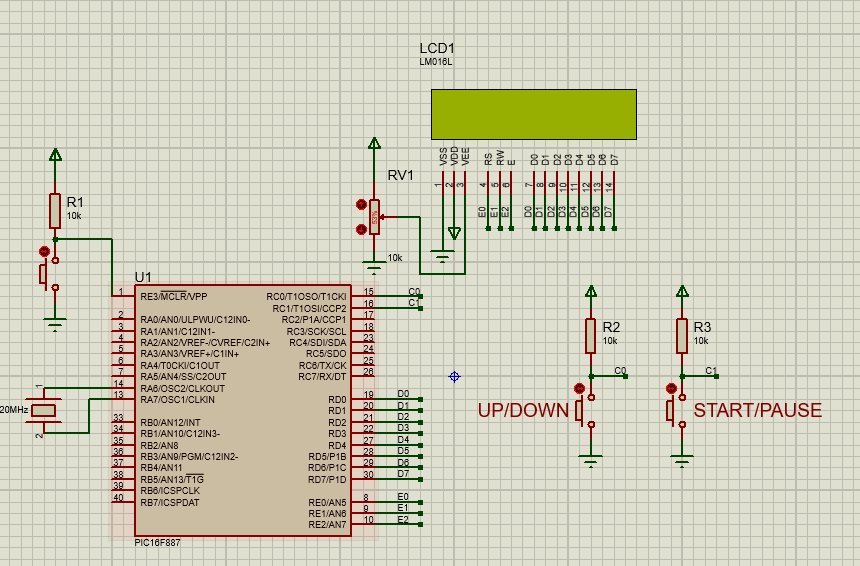 LCD1
LM016L
VSS
VDD
VEE
RS
RW
E
D0
D1
D2
D3
D4
D5
D6
D7
1
2
3
4
5
6
7
8
9
10
11
12
13
14
E0
E1
E2
D0
D1
D2
D3
D4
D5
D6
D7
R1
10k
RV1
53%
10k
U1
1 RE3/MCLR/VPP
2 RA0/AN0/ULPWU/C12IN0-
3 RA1/AN1/C12IN1-
4 RA2/AN2/VREF-/CVREF/C2IN+
5 RA3/AN3/VREF+/C1IN+
6 RA4/T0CKI/C1OUT
7 RA5/AN4/SS/C2OUT
14 RA6/OSC2/CLKOUT
13 RA7/OSC1/CLKIN
33 RB0/AN12/INT
34 RB1/AN10/C12IN3-
35 RB2/AN8
36 RB3/AN9/PGM/C12IN2-
37 RB4/AN11
38 RB5/AN13/T1G
39 RB6/ICSPCLK
40 RB7/ICSPDAT
RC0/T1OSO/T1CKI 15 C0
RC1/T1OSI/CCP2 16 C1
RC2/P1A/CCP1 17
RC3/SCK/SCL 18
RC4/SDI/SDA 23
RC5/SDO 24
RC6/TX/CK 25
RC7/RX/DT 26
RD0 19 D0
RD1 20 D1
RD2 21 D2
RD3 22 D3
RD4 27 D4
RD5/P1B 28 D5
RD6/P1C 29 D6
RD7/P1D 30 D7
RE0/AN5 8 E0
RE1/AN6 9 E1
RE2/AN7 10 E2
PIC16F887
1
20MHz
2
R2
10k
C0
UP/DOWN
R3
10k
C1
START/PAUSE